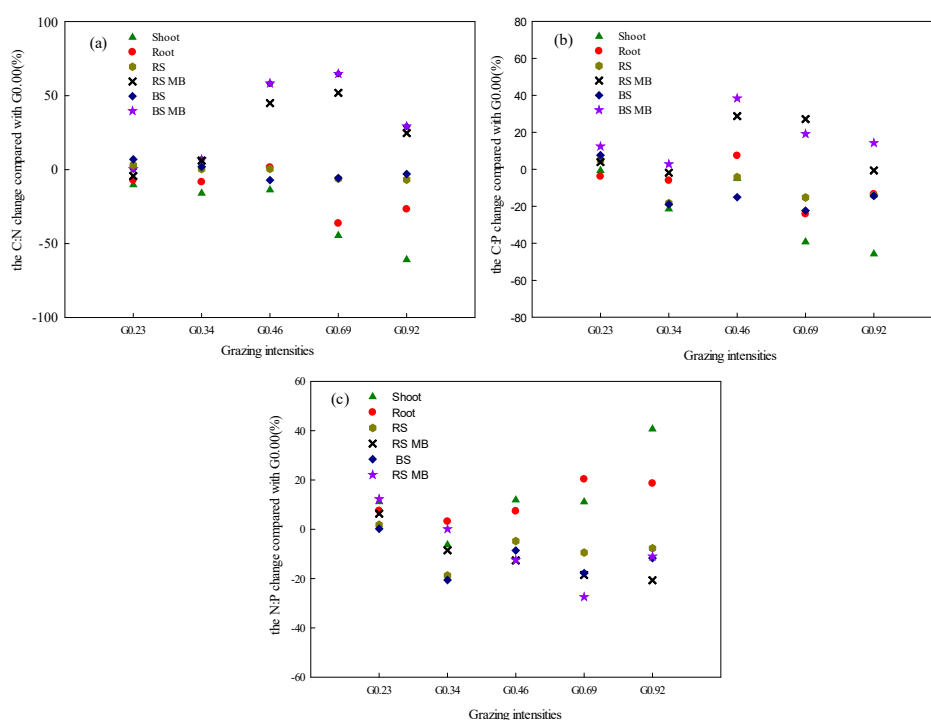 (a)
Shoot
Root
RS
RS MB
BS
BS MB
100
50
0
-50
-100
the C:N change compared with G0.00(%)
G0.23 G0.34 G0.46 G0.69 G0.92
Grazing intensities
(b)
Shoot
Root
RS
RS MB
BS
BS MB
80
60
40
20
0
-20
-40
-60
-80
the C:P change compared with G0.00(%)
G0.23 G0.34 G0.46 G0.69 G0.92
Grazing intensities
(c)
Shoot
Root
RS
RS MB
BS
RS MB
60
40
20
0
-20
-40
-60
the N:P change compared with G0.00(%)
G0.23 G0.34 G0.46 G0.69 G0.92
Grazing intensities